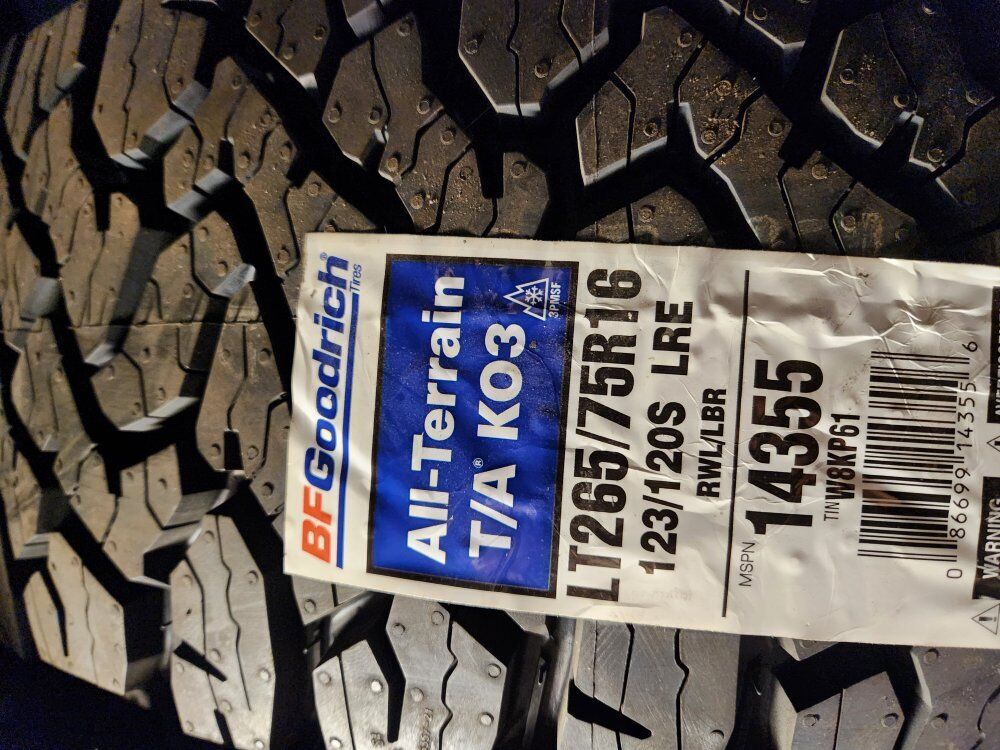 BFGoodrich®
Tires
All-Terrain
T/A® KO3
3PMSF
LT265/75R16
123/120S LRE
RWL/LBR
MSPN 14355
TIN W8KP61
0 86699 14355 6
WARNING